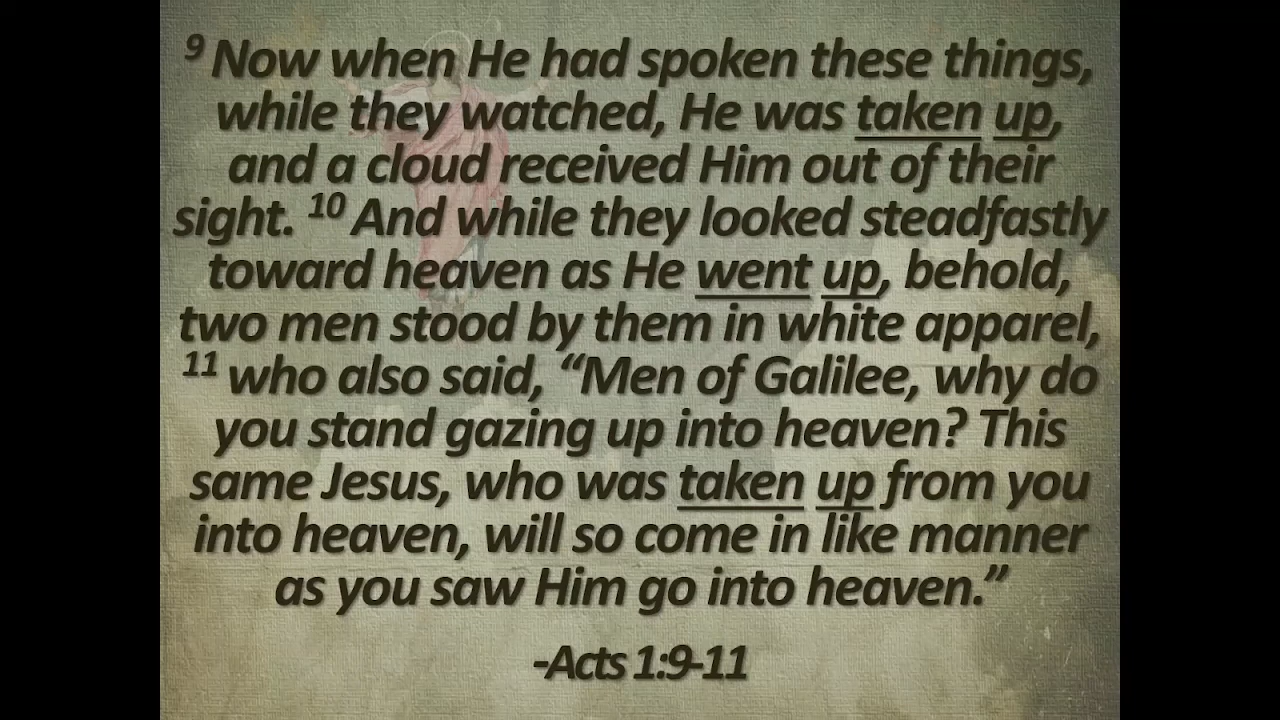 9 Now when He had spoken these things,
while they watched, He was taken up,
and a cloud received Him out of their
sight. 10 And while they looked steadfastly
toward heaven as He went up, behold,
two men stood by them in white apparel,
11 who also said, “Men of Galilee, why do
you stand gazing up into heaven? This
same Jesus, who was taken up from you
into heaven, will so come in like manner
as you saw Him go into heaven.”
-Acts 1:9-11